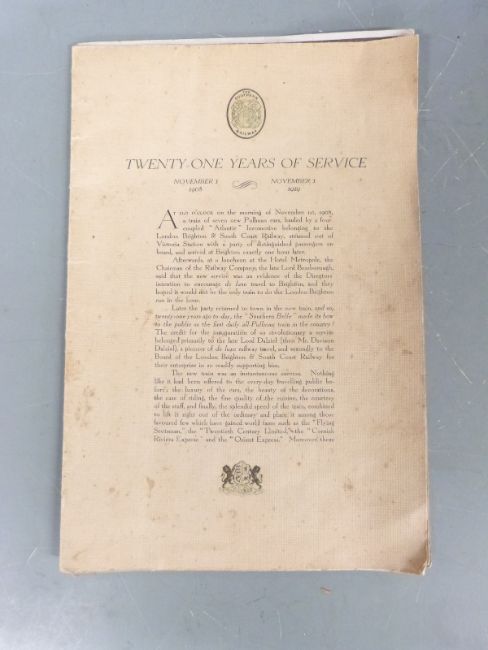 THE SOUTHERN
RAILWAY
TWENTY-ONE YEARS OF SERVICE
NOVEMBER 1 NOVEMBER 1
1908 1929
AT 11.0 O'CLOCK on the morning of November 1st, 1908,
a train of seven new Pullman cars, hauled by a four-
coupled "Atlantic" locomotive belonging to the
London Brighton & South Coast Railway, steamed out of
Victoria Station with a party of distinguished passengers on
board, and arrived at Brighton exactly one hour later.
Afterwards, at a luncheon at the Hotel Metropole, the
Chairman of the Railway Company, the late Lord Bessborough,
said that the new service was an evidence of the Directors'
intention to encourage de luxe travel to Brighton, and they
hoped it would not be the only train to do the London-Brighton
run in the hour.
Later the party returned to town in the new train, and so,
twenty-one years ago to-day, the "Southern Belle" made its bow
to the public as the first daily all-Pullman train in the country!
The credit for the inauguration of so revolutionary a service
belonged primarily to the late Lord Dalziel (then Mr. Davison
Dalziel), a pioneer of de luxe railway travel, and secondly to the
Board of the London Brighton & South Coast Railway for
their enterprise in so readily supporting him.
The new train was an instantaneous success. Nothing
like it had been offered to the every-day travelling public be-
fore; the luxury of the cars, the beauty of the decorations,
the ease of riding, the fine quality of the cuisine, the courtesy
of the staff, and finally, the splendid speed of the train, combined
to lift it right out of the ordinary and place it among those
favoured few which have gained world fame such as the "Flying
Scotsman," the "Twentieth Century Limited," the "Cornish
Riviera Express" and the "Orient Express." Moreover there